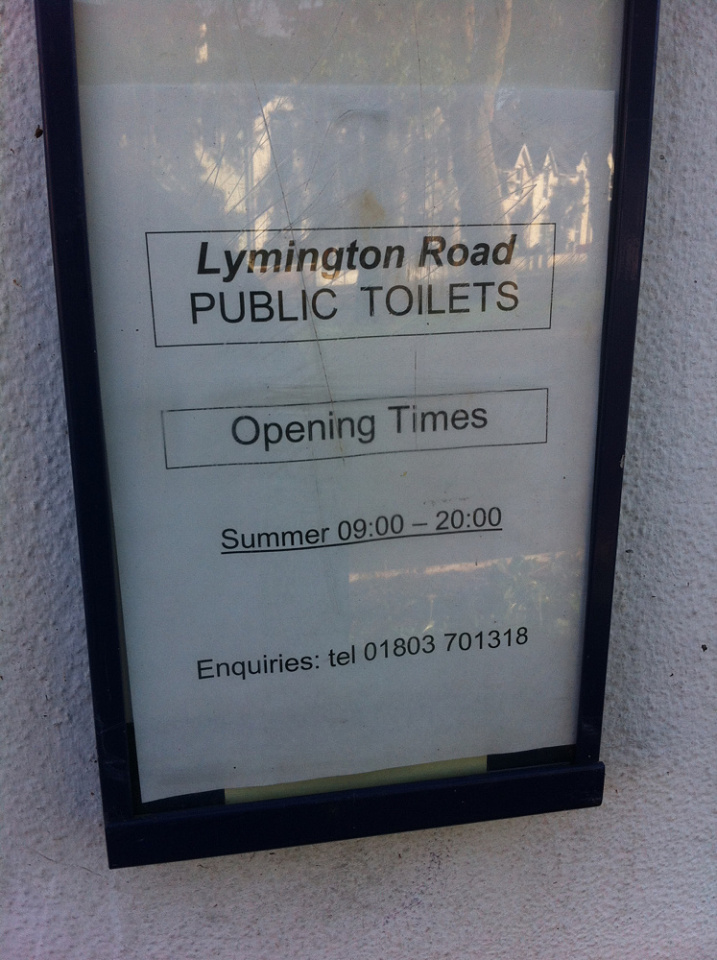 Lymington Road
PUBLIC TOILETS
Opening Times
Summer 09:00 – 20:00
Enquiries: tel 01803 701318